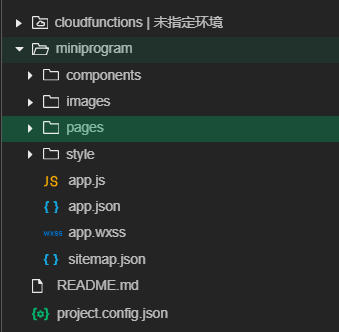 cloudfunctions | 未指定环境
miniprogram
components
images
pages
style
JS app.js
{ } app.json
WXSS app.wxss
{ } sitemap.json
README.md
project.config.json